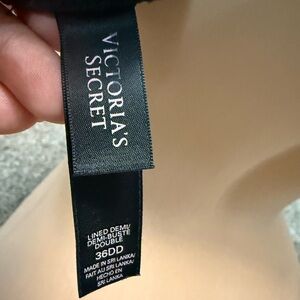 VICTORIA'S
SECRET
LINED DEMI/
DEMI-BUSTE
DOUBLE
36DD
MADE IN SRI LANKA/
FAIT AU SRI LANKA/
HECHO EN
SRI LANKA